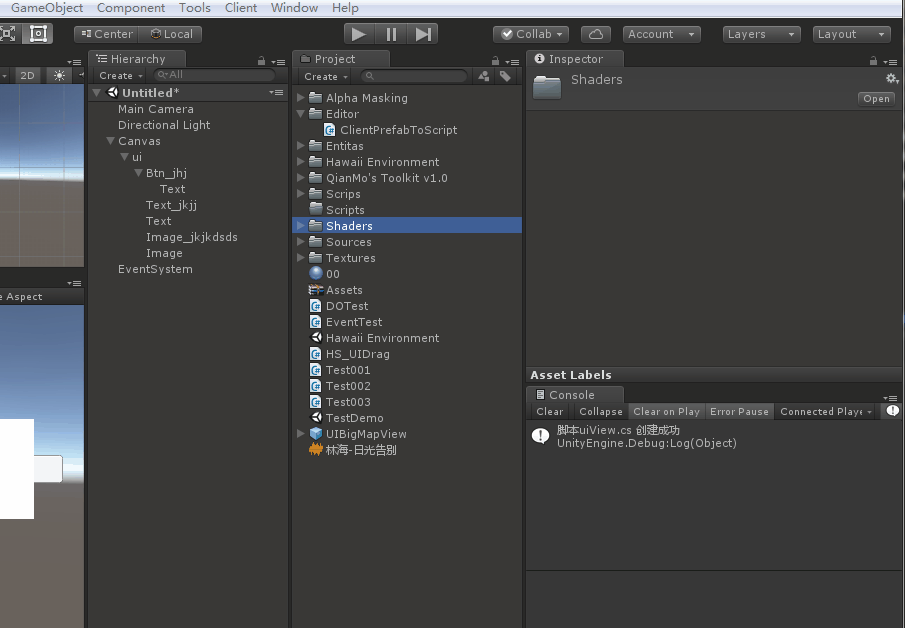 GameObject Component Tools Client Window Help
Center Local Collab Account Layers Layout
2D
Aspect
Hierarchy
Create All
Untitled*
Main Camera
Directional Light
Canvas
ui
Btn_jhj
Text
Text_jkjj
Text
Image_jkjkdsds
Image
EventSystem
Project
Create
Alpha Masking
Editor
ClientPrefabToScript
Entitas
Hawaii Environment
QianMo's Toolkit v1.0
Scrips
Scripts
Shaders
Sources
Textures
00
Assets
DOTest
EventTest
Hawaii Environment
HS_UIDrag
Test001
Test002
Test003
TestDemo
UIBigMapView
林海-日光告别
Inspector
Shaders
Open
Asset Labels
Console
Clear Collapse Clear on Play Error Pause Connected Playe
脚本uiView.cs 创建成功
UnityEngine.Debug:Log(Object)